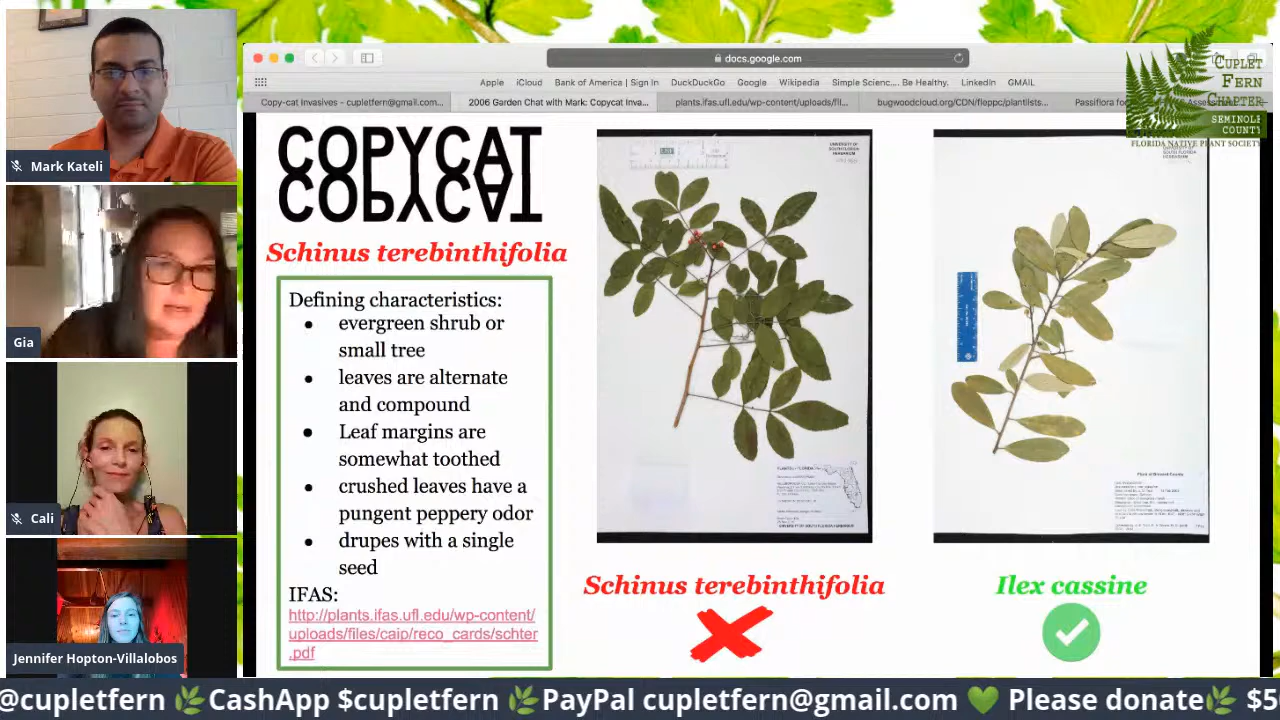 Mark Kateli
Gia
Cali
Jennifer Hopton-Villalobos
docs.google.com
Apple iCloud Bank of America | Sign In DuckDuckGo Google Wikipedia Simple Scienc... Be Healthy. LinkedIn GMAIL
Copy-cat Invasives - cupletfern@gmail.com... 2006 Garden Chat with Mark: Copycat Inva... plants.ifas.ufl.edu/wp-content/uploads/fil... bugwoodcloud.org/CDN/fleppc/plantlists... Passiflora fo
CUPLET
FERN
CHAPTER
SEMINOLE
COUNTY
FLORIDA NATIVE PLANT SOCIETY
COPYCAT
COPYCAT
Schinus terebinthifolia
Defining characteristics:
● evergreen shrub or
small tree
● leaves are alternate
and compound
● Leaf margins are
somewhat toothed
● crushed leaves have a
pungent peppery odor
● drupes with a single
seed
IFAS:
http://plants.ifas.ufl.edu/wp-content/
uploads/files/caip/reco_cards/schter
.pdf
Schinus terebinthifolia
Ilex cassine
@cupletfern 🌿CashApp $cupletfern 🌿PayPal cupletfern@gmail.com 💚 Please donate🌿 $5